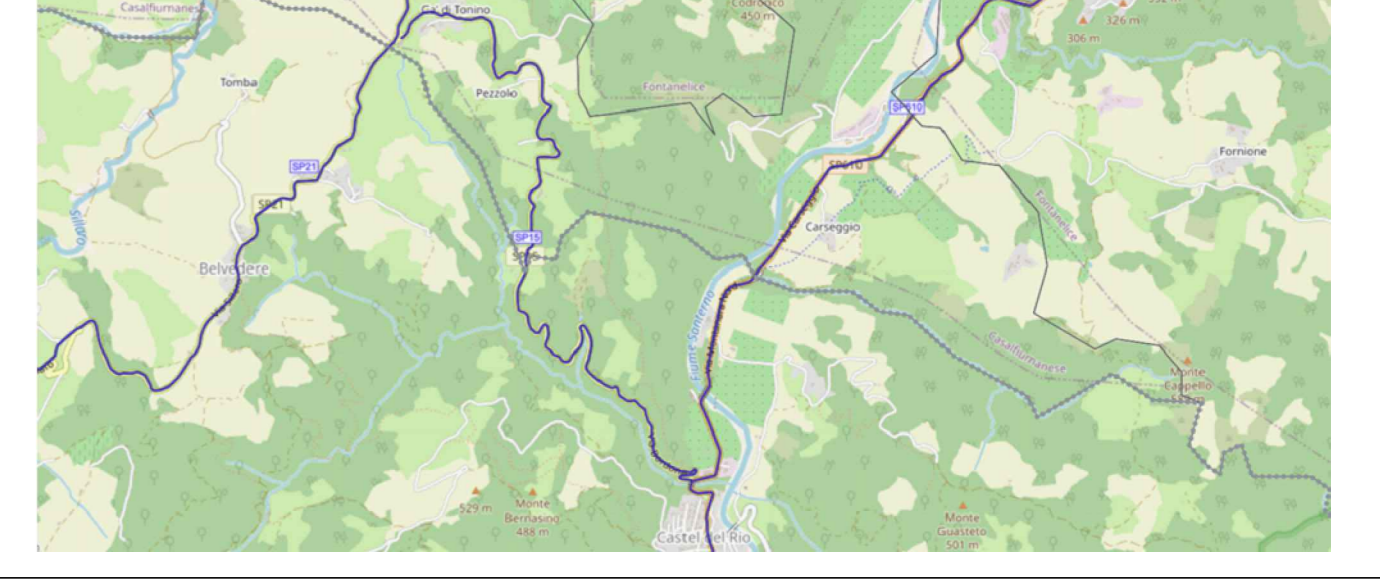 Casalfiumanese
Ca' di Tonino
Codronco
450 m
326 m
306 m
Tomba
Pezzolo
Fontanelice
SP610
SP610
Fornione
SP21
SP21
Sillaro
Fontanelice
Carseggio
SP15
Belvedere
Fiume Santerno
Casalfiumanese
Monte
Cappello
529 m
Monte
Bernasino
488 m
Monte
Guasteto
501 m
Castel del Rio